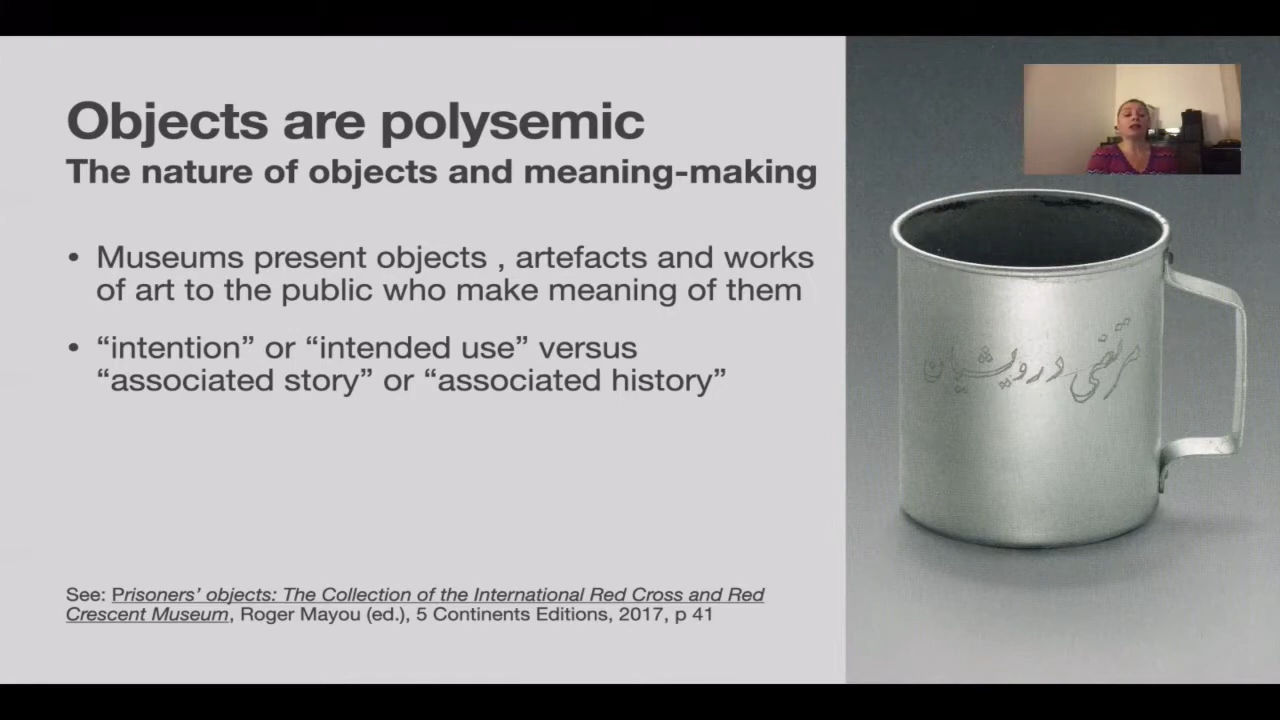 Objects are polysemic
The nature of objects and meaning-making
• Museums present objects , artefacts and works
of art to the public who make meaning of them
• “intention” or “intended use” versus
“associated story” or “associated history”
See: Prisoners’ objects: The Collection of the International Red Cross and Red
Crescent Museum, Roger Mayou (ed.), 5 Continents Editions, 2017, p 41
مرتضی درویشیان